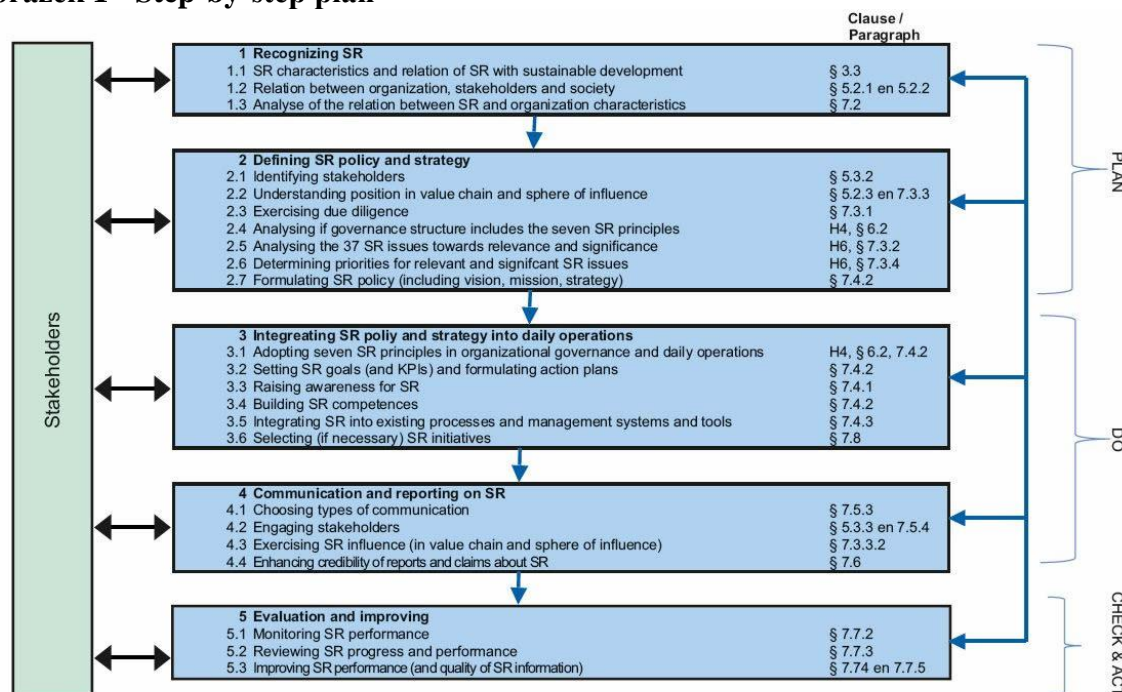 brázek 1 Step-by-step plan
Clause /
Paragraph
Stakeholders
1 Recognizing SR
1.1 SR characteristics and relation of SR with sustainable development § 3.3
1.2 Relation between organization, stakeholders and society § 5.2.1 en 5.2.2
1.3 Analyse of the relation between SR and organization characteristics § 7.2
2 Defining SR policy and strategy
2.1 Identifying stakeholders § 5.3.2
2.2 Understanding position in value chain and sphere of influence § 5.2.3 en 7.3.3
2.3 Exercising due diligence § 7.3.1
2.4 Analysing if governance structure includes the seven SR principles H4, § 6.2
2.5 Analysing the 37 SR issues towards relevance and significance H6, § 7.3.2
2.6 Determining priorities for relevant and signifcant SR issues H6, § 7.3.4
2.7 Formulating SR policy (including vision, mission, strategy) § 7.4.2
PLAN
3 Integreating SR poliy and strategy into daily operations
3.1 Adopting seven SR principles in organizational governance and daily operations H4, § 6.2, 7.4.2
3.2 Setting SR goals (and KPIs) and formulating action plans § 7.4.2
3.3 Raising awareness for SR § 7.4.1
3.4 Building SR competences § 7.4.2
3.5 Integrating SR into existing processes and management systems and tools § 7.4.3
3.6 Selecting (if necessary) SR initiatives § 7.8
4 Communication and reporting on SR
4.1 Choosing types of communication § 7.5.3
4.2 Engaging stakeholders § 5.3.3 en 7.5.4
4.3 Exercising SR influence (in value chain and sphere of influence) § 7.3.3.2
4.4 Enhancing credibility of reports and claims about SR § 7.6
DO
5 Evaluation and improving
5.1 Monitoring SR performance § 7.7.2
5.2 Reviewing SR progress and performance § 7.7.3
5.3 Improving SR performance (and quality of SR information) § 7.74 en 7.7.5
CHECK & ACT